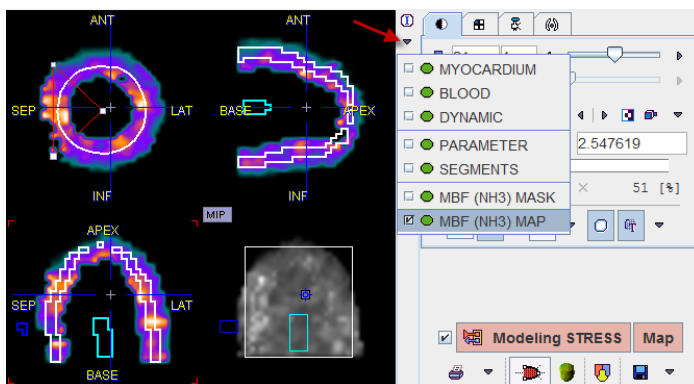 ANT
SEP
LAT
INF
ANT
BASE
APEX
INF
MIP
APEX
SEP
LAT
BASE
MYOCARDIUM
BLOOD
DYNAMIC
PARAMETER
SEGMENTS
MBF (NH3) MASK
MBF (NH3) MAP
2.547619
51 [%]
Modeling STRESS
Map